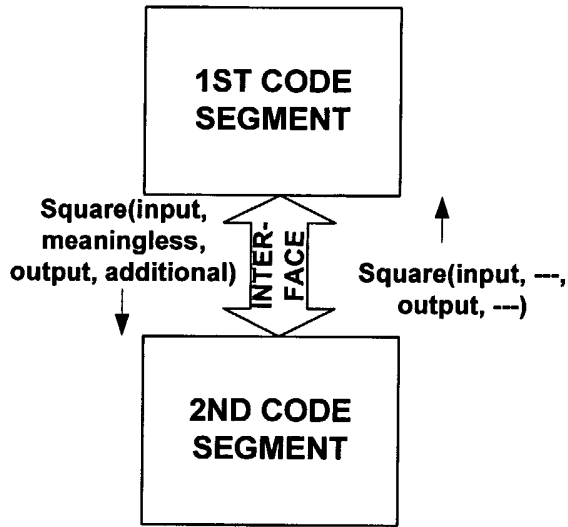 1ST CODE
SEGMENT
Square(input,
meaningless,
output, additional)
INTER-
FACE
Square(input, ---,
output, ---)
2ND CODE
SEGMENT